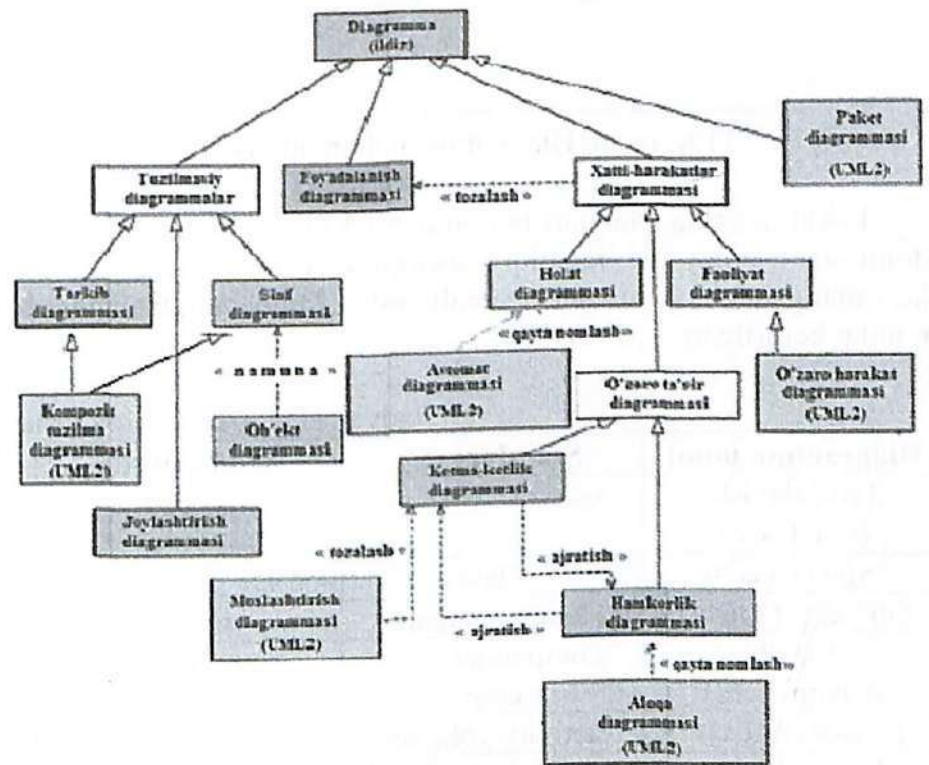 Diagramma
(ildiz)
Paket
diagrammasi
(UML2)
Tuzilmaviy
diagrammalar
Foydalanish
diagrammasi
« tozalash »
Xatti-harakatlar
diagrammasi
Tarkib
diagrammasi
Sinf
diagrammasi
Holat
diagrammasi
Faoliyat
diagrammasi
« qayta nomlash»
« namuna »
Avtomat
diagrammasi
(UML2)
O'zaro ta'sir
diagrammasi
O'zaro harakat
diagrammasi
(UML2)
Kompozit
tuzilma
diagrammasi
(UML2)
Ob'ekt
diagrammasi
Ketma-ketlik
diagrammasi
Joylashtirish
diagrammasi
« tozalash »
« ajratish »
Moslashtirish
diagrammasi
(UML2)
« ajratish»
Hamkorlik
diagrammasi
« qayta nomlash»
Aloqa
diagrammasi
(UML2)